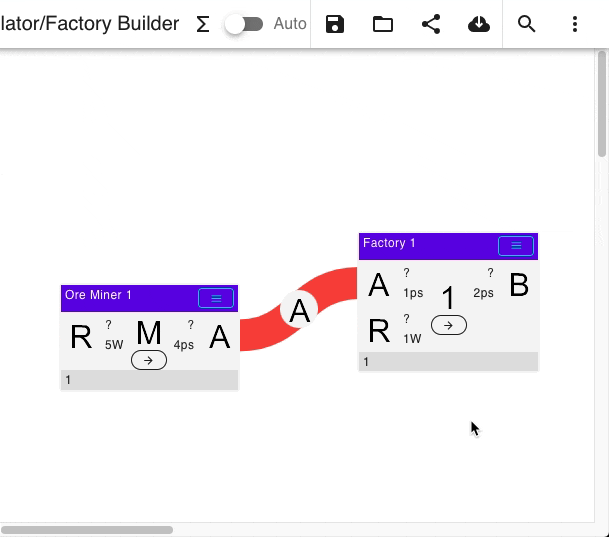 lator/Factory Builder Σ Auto
Factory 1
A ? 1ps 1 ? 2ps B
R ? 1W
1
Ore Miner 1
R ? 5W M ? 4ps A
1
A